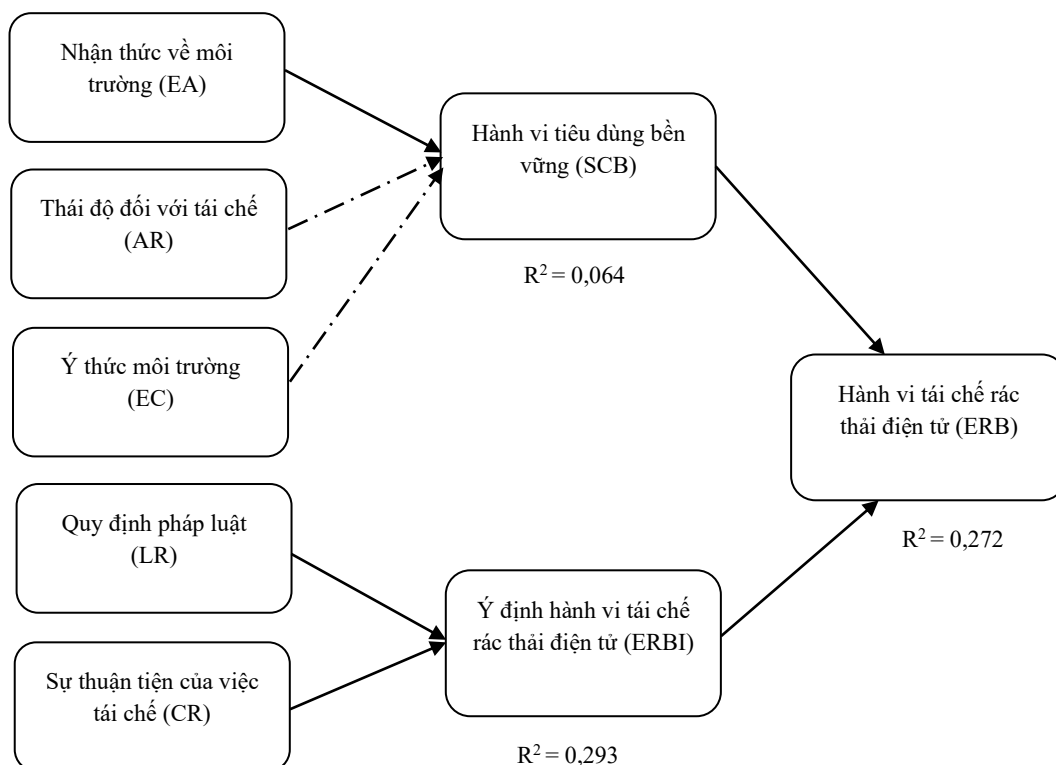 Nhận thức về môi
trường (EA)
Thái độ đối với tái chế
(AR)
Ý thức môi trường
(EC)
Quy định pháp luật
(LR)
Sự thuận tiện của việc
tái chế (CR)
Hành vi tiêu dùng bền
vững (SCB)
R² = 0,064
Ý định hành vi tái chế
rác thải điện tử (ERBI)
R² = 0,293
Hành vi tái chế rác
thải điện tử (ERB)
R² = 0,272